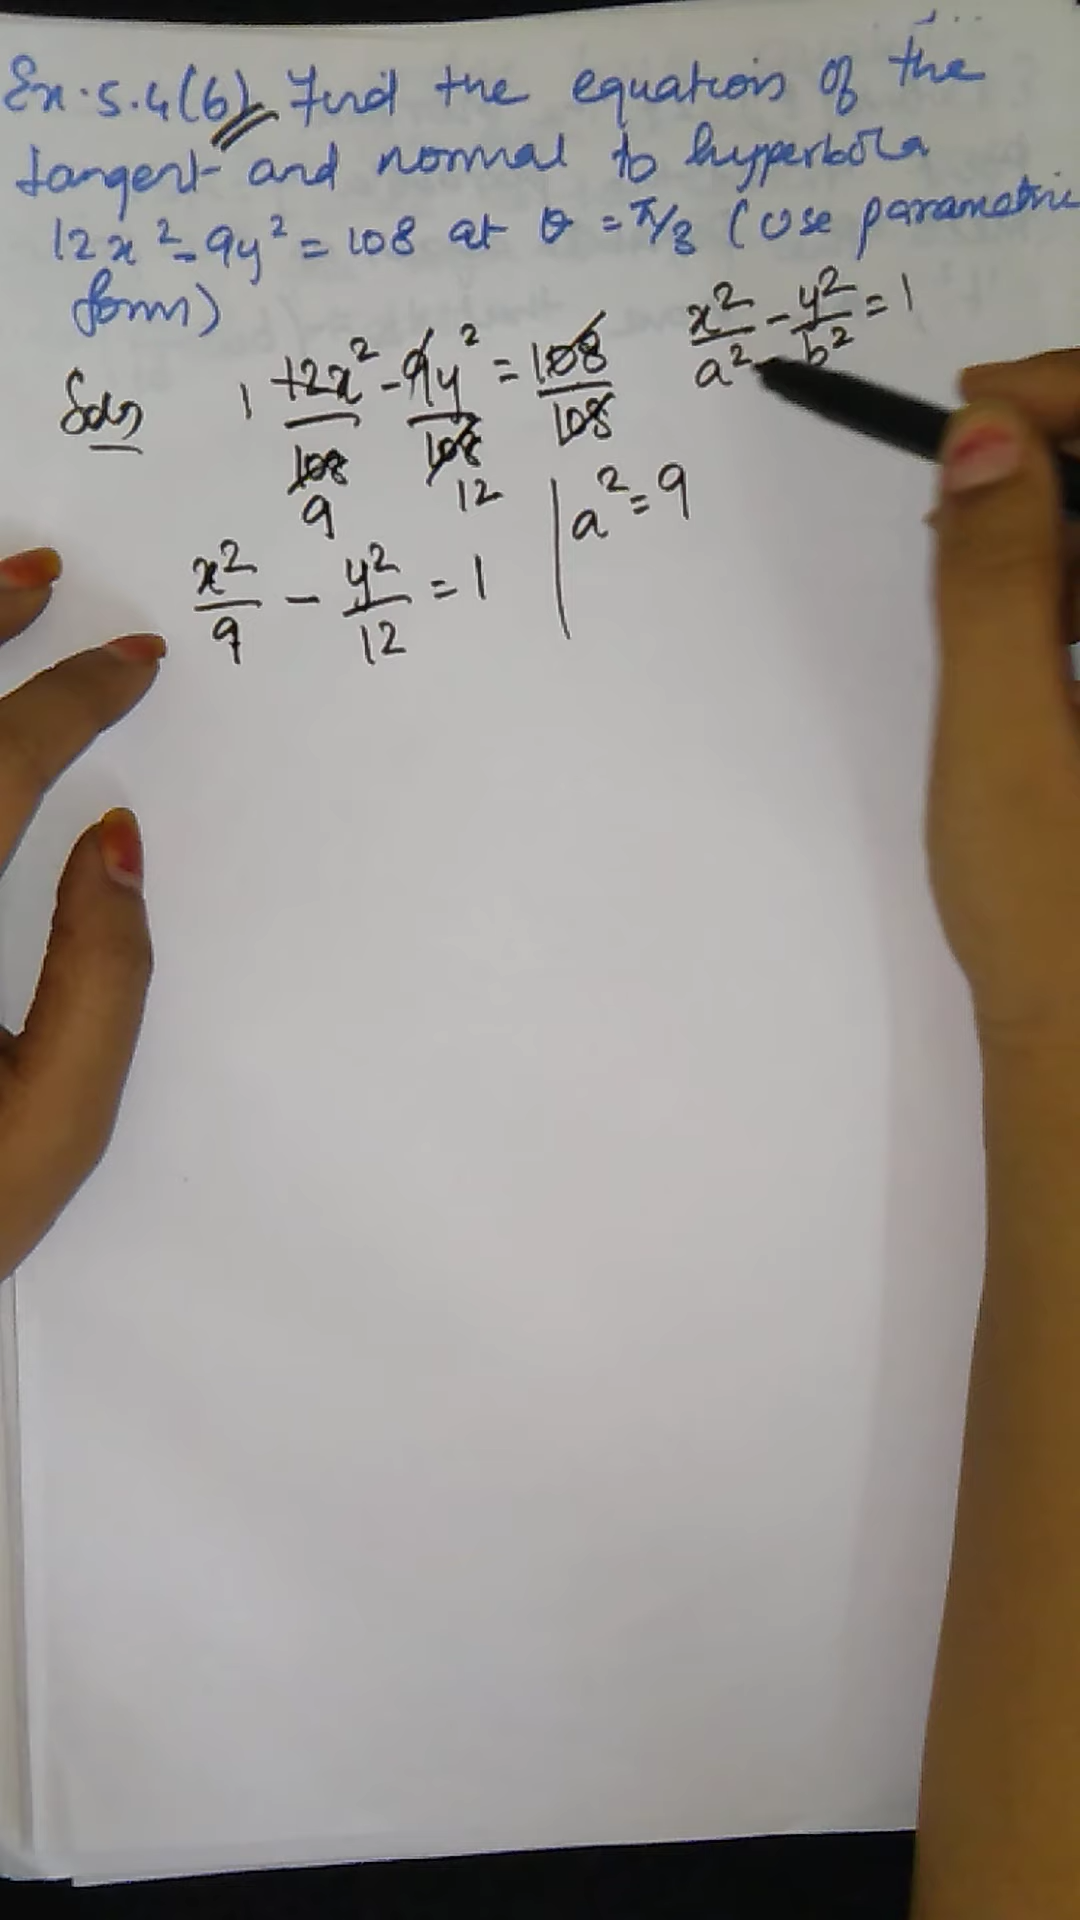 Ex.5.4(6) Find the equations of the
tangent and normal to hyperbola
12x² - 9y² = 108 at θ = π/3 (Use parametric
form)
x²/a² - y²/b² = 1
Soln
1 12x²/108 - 9y²/108 = 108/108
9 12
a² = 9
x²/9 - y²/12 = 1